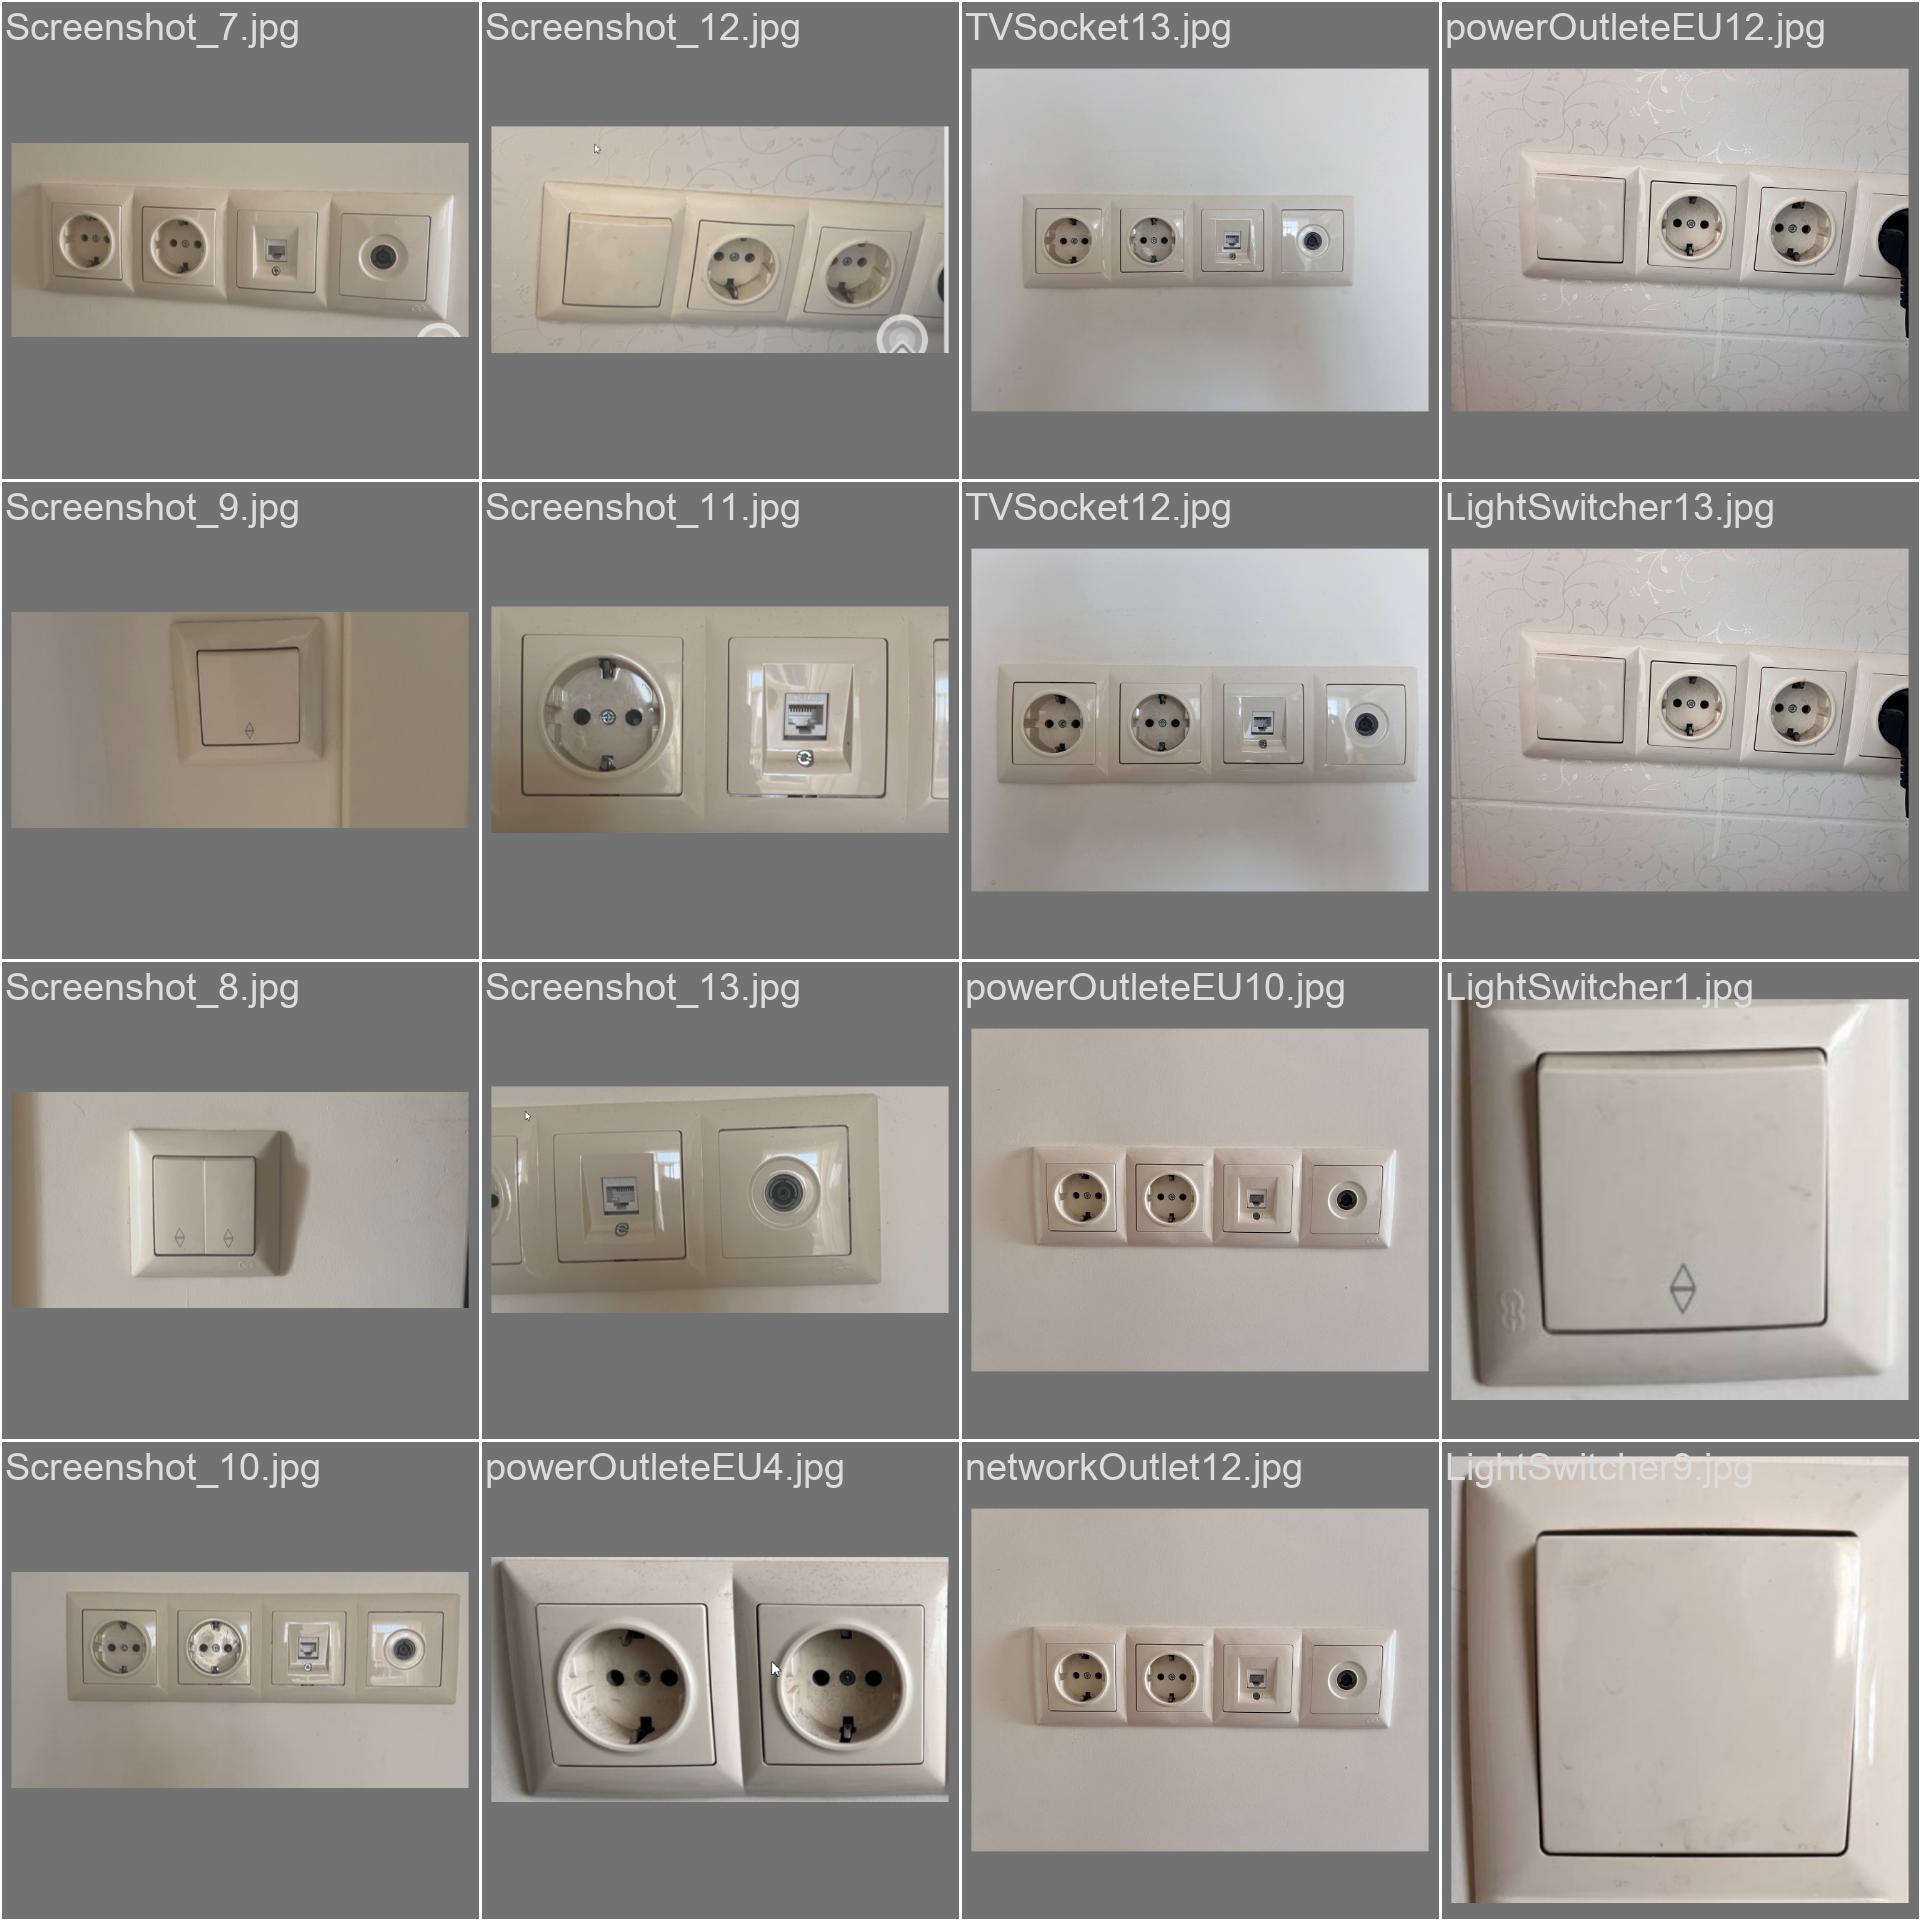 Screenshot_7.jpg
Screenshot_12.jpg
TVSocket13.jpg
powerOutleteEU12.jpg
Screenshot_9.jpg
Screenshot_11.jpg
TVSocket12.jpg
LightSwitcher13.jpg
Screenshot_8.jpg
Screenshot_13.jpg
powerOutleteEU10.jpg
LightSwitcher1.jpg
Screenshot_10.jpg
powerOutleteEU4.jpg
networkOutlet12.jpg
LightSwitcher9.jpg